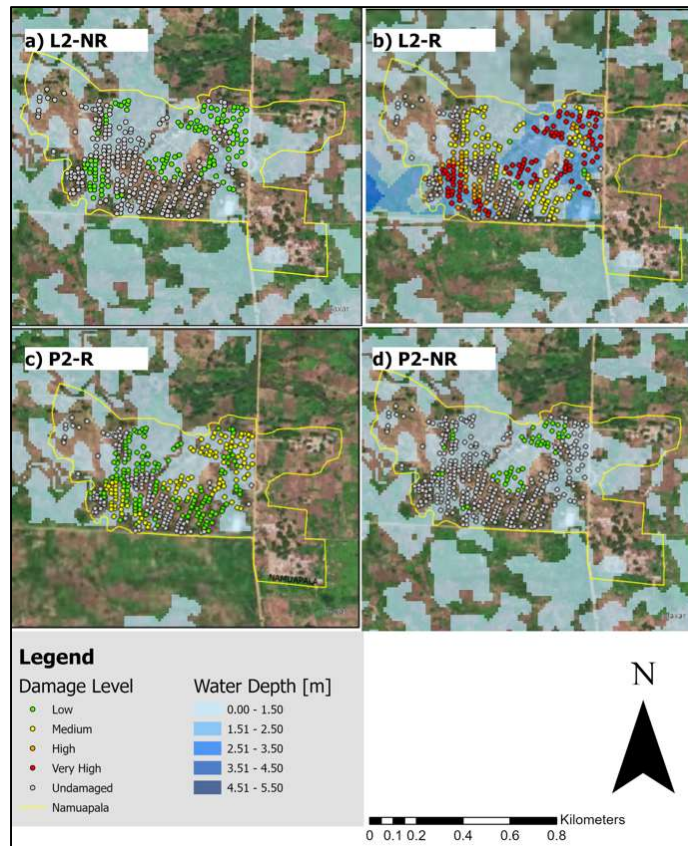 a) L2-NR
b) L2-R
c) P2-R
NAMUAPALA
d) P2-NR
Legend
Damage Level
Low
Medium
High
Very High
Undamaged
Namuapala
Water Depth [m]
0.00 - 1.50
1.51 - 2.50
2.51 - 3.50
3.51 - 4.50
4.51 - 5.50
N
Kilometers
0 0.1 0.2 0.4 0.6 0.8